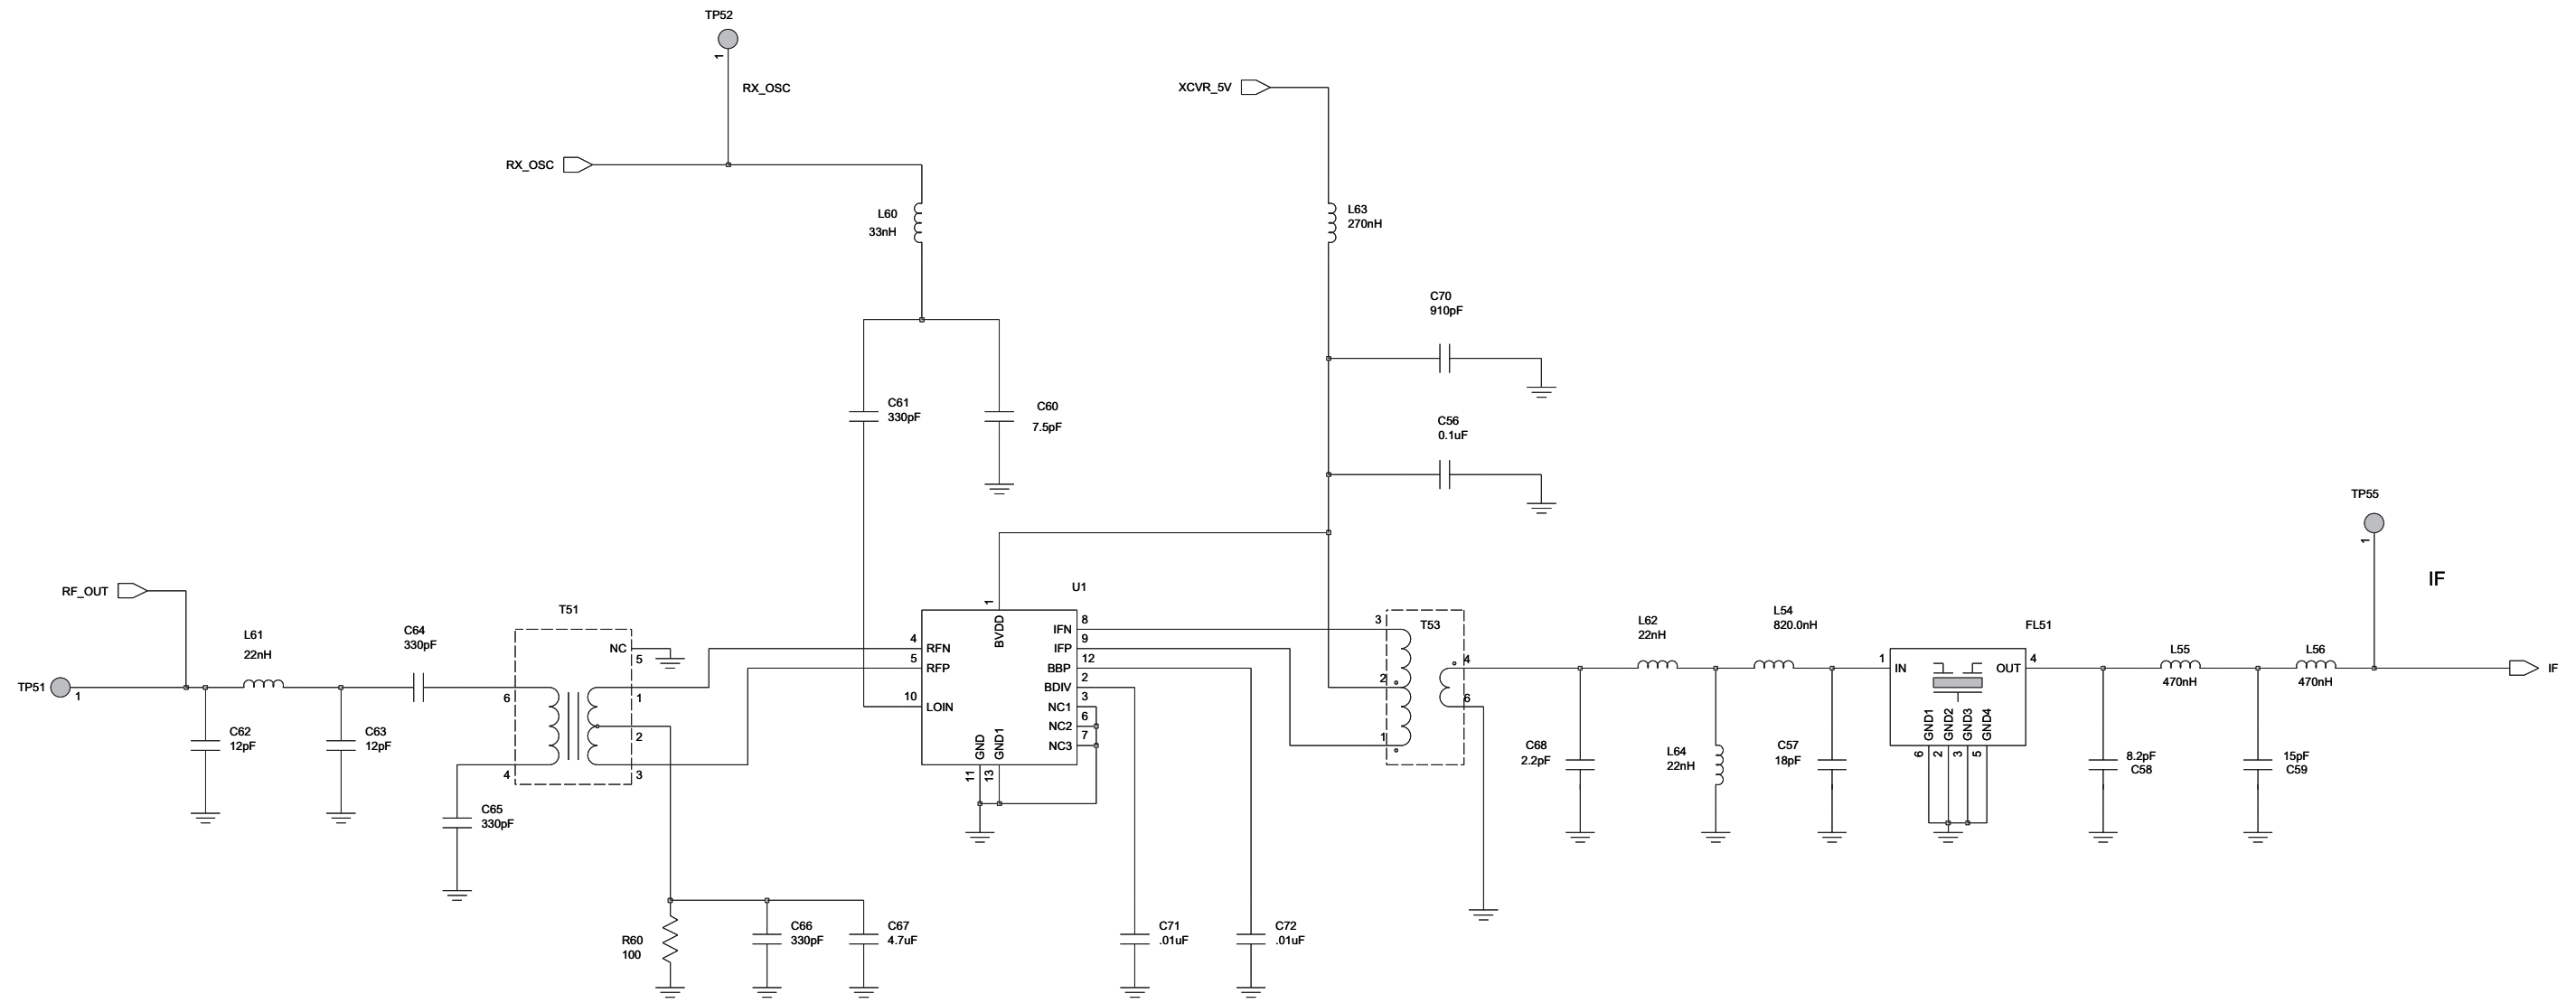 TP52
1
RX_OSC
XCVR_5V
RX_OSC
L60
33nH
L63
270nH
C70
910pF
C61
330pF
C60
7.5pF
C56
0.1uF
TP55
1
IF
RF_OUT
TP51
1
L61
22nH
C62
12pF
C63
12pF
C64
330pF
T51
NC
5
6
4
1
2
3
C65
330pF
R60
100
C66
330pF
C67
4.7uF
U1
1
BVDD
4
RFN
5
RFP
10
LOIN
IFN
8
IFP
9
BBP
12
BDIV
2
NC1
3
NC2
6
NC3
7
GND
11
GND1
13
C71
.01uF
C72
.01uF
T53
3
2
1
4
6
C68
2.2pF
L62
22nH
L64
22nH
L54
820.0nH
C57
18pF
FL51
1
IN
OUT
4
GND1
GND2
GND3
GND4
6
2
3
5
8.2pF
C58
L55
470nH
15pF
C59
L56
470nH
IF